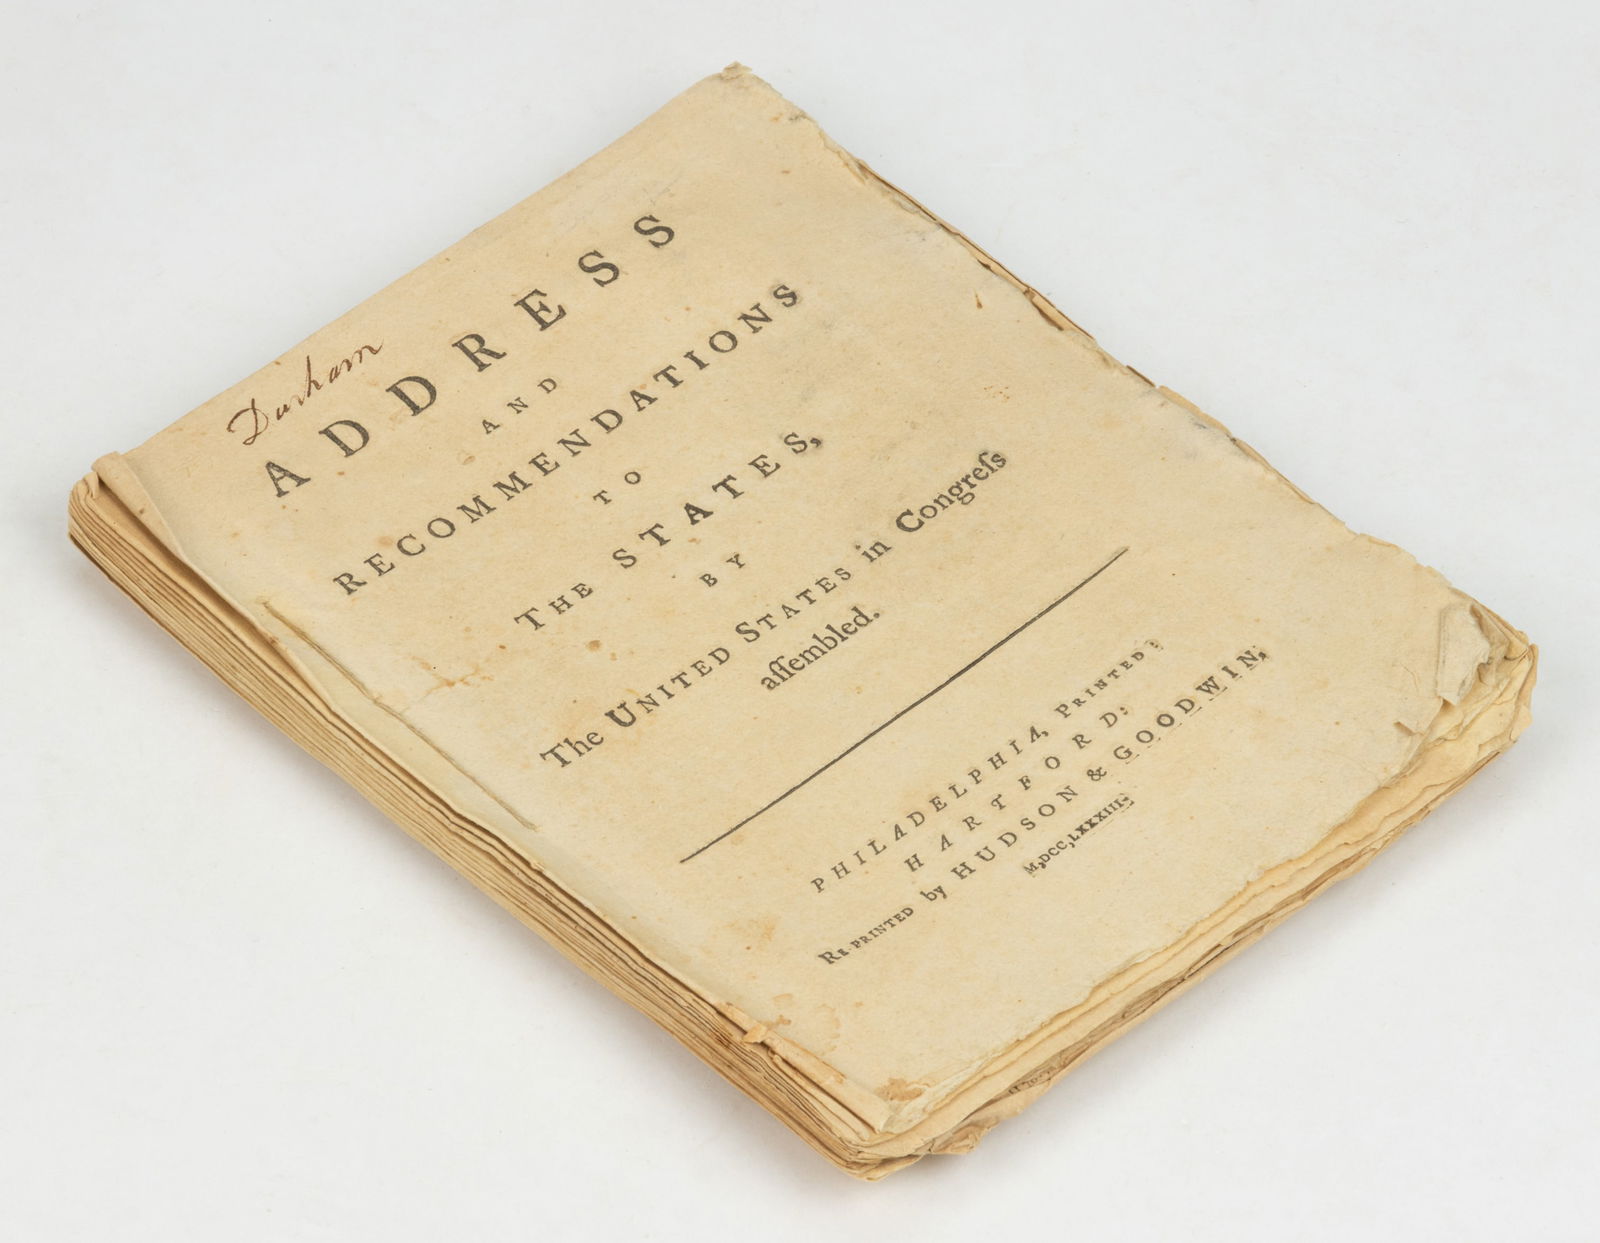 Durham
ADDRESS
AND
RECOMMENDATIONS
TO
THE STATES,
BY
The UNITED STATES in Congreſs
aſſembled.
PHILADELPHIA, PRINTED:
HARTFORD:
RE-PRINTED by HUDSON & GOODWIN,
M,DCC,LXXXIII.